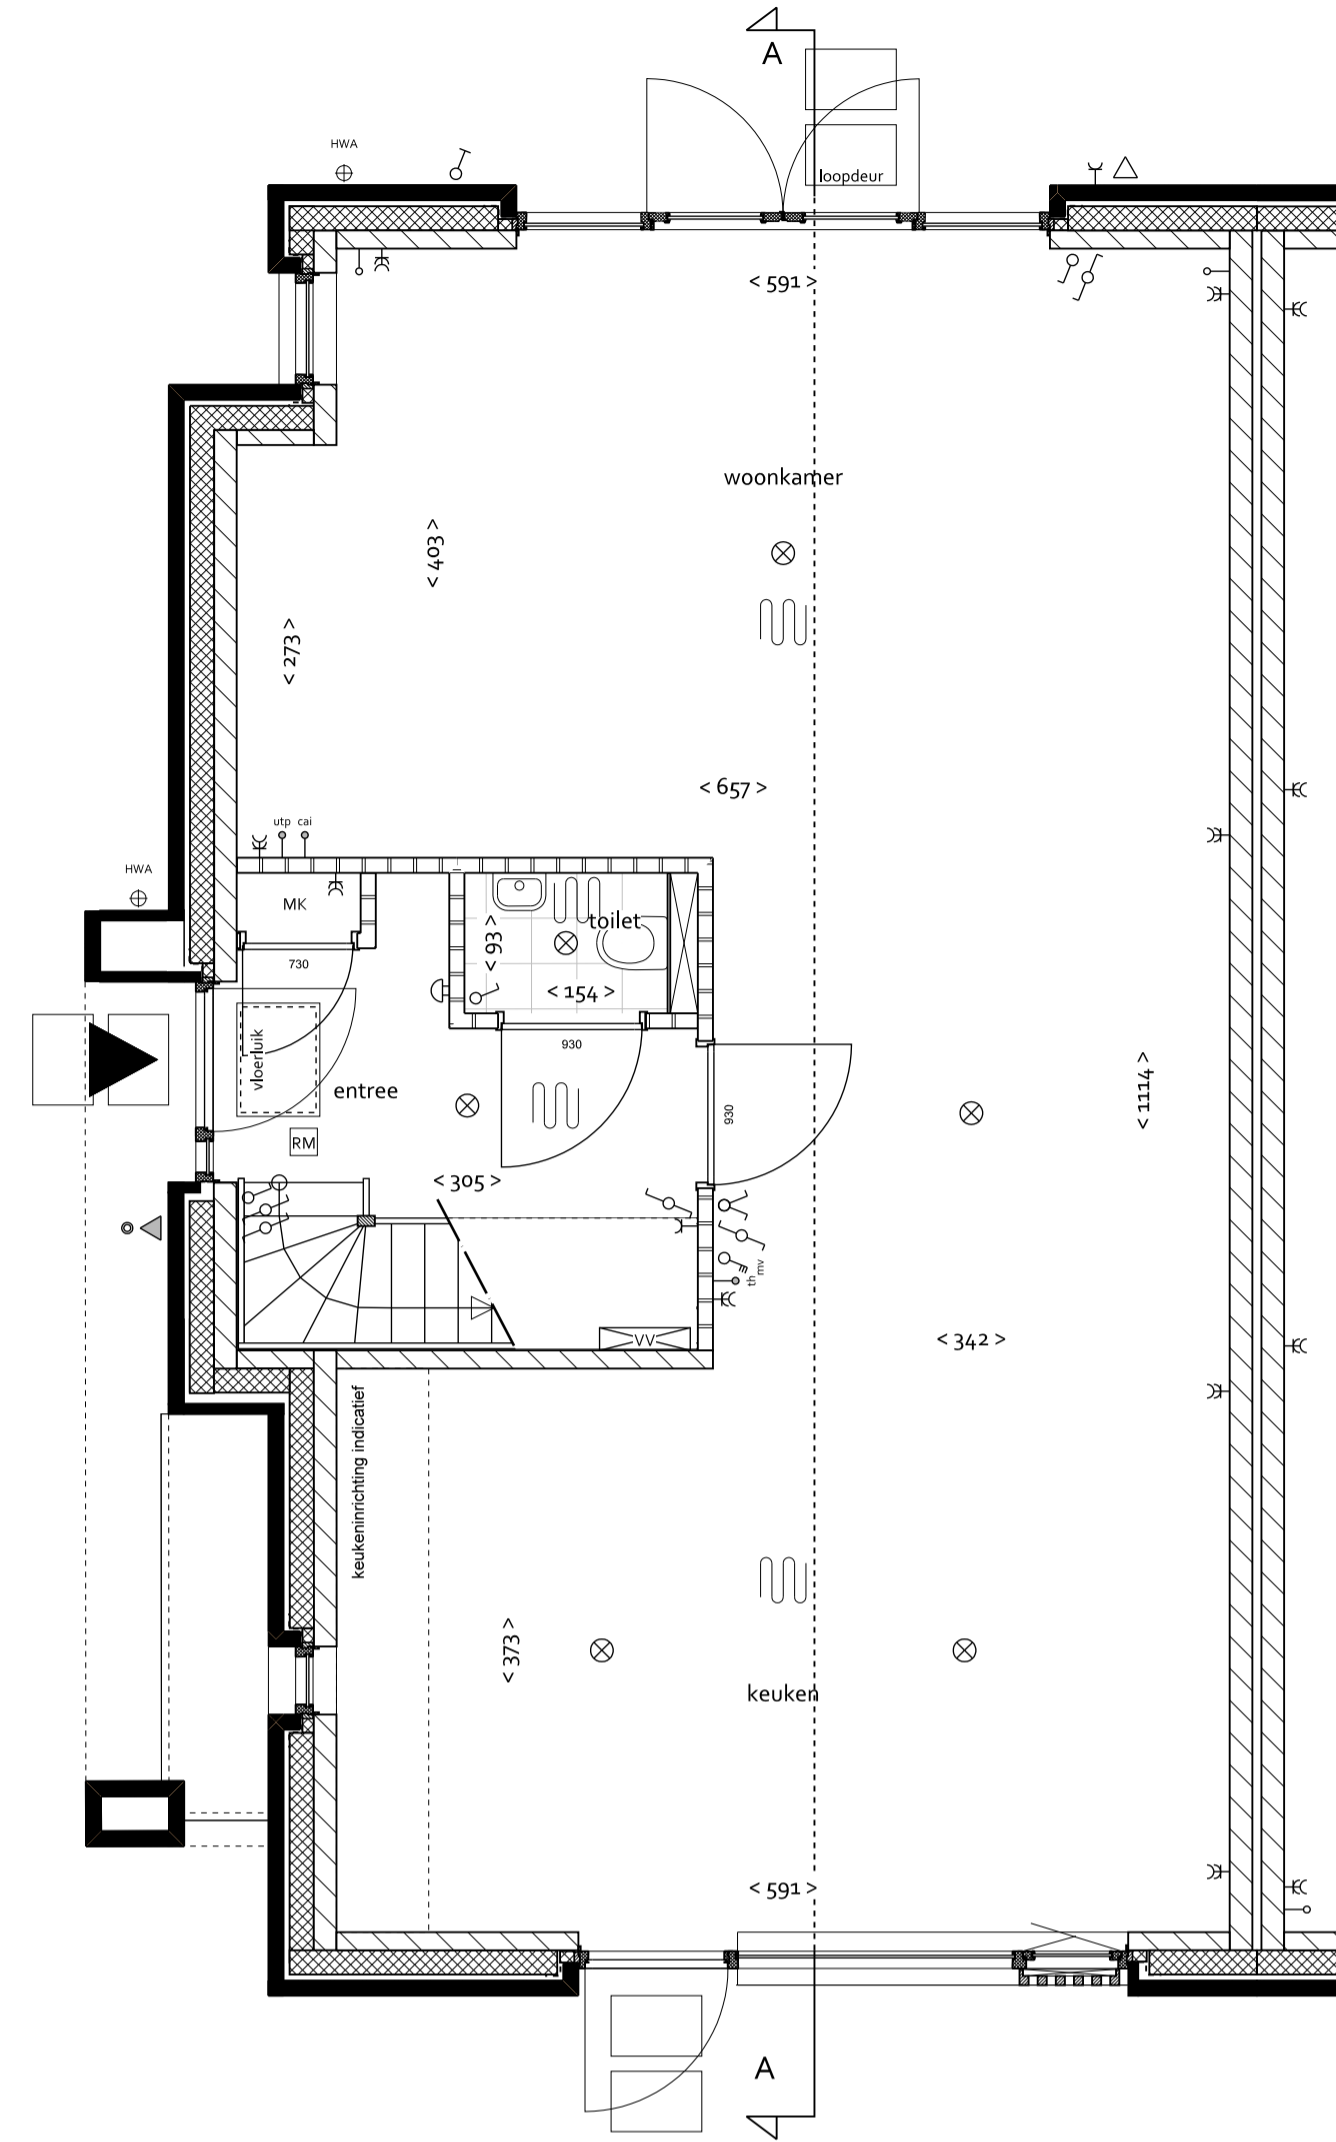 A
HWA
loopdeur
< 591 >
woonkamer
< 403 >
< 273 >
< 657 >
utp cai
HWA
MK
toilet
< 93 >
730
< 154 >
vloerluik
930
entree
< 1114 >
930
RM
< 305 >
th mv
VV
< 342 >
keukeninrichting indicatief
< 373 >
keuken
< 591 >
A